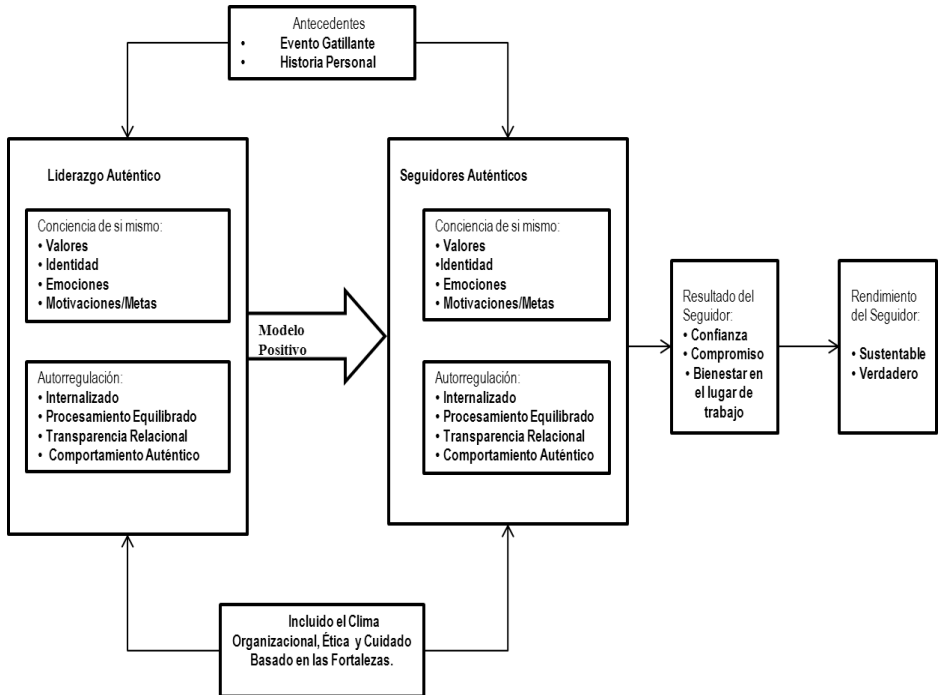 Antecedentes
• Evento Gatillante
• Historia Personal
Liderazgo Auténtico
Conciencia de si mismo:
• Valores
• Identidad
• Emociones
• Motivaciones/Metas
Autorregulación:
• Internalizado
• Procesamiento Equilibrado
• Transparencia Relacional
• Comportamiento Auténtico
Modelo
Positivo
Seguidores Auténticos
Conciencia de si mismo:
• Valores
•Identidad
• Emociones
• Motivaciones/Metas
Autorregulación:
• Internalizado
• Procesamiento Equilibrado
• Transparencia Relacional
• Comportamiento Auténtico
Resultado del
Seguidor:
• Confianza
• Compromiso
• Bienestar en
el lugar de
trabajo
Rendimiento
del Seguidor:
• Sustentable
• Verdadero
Incluido el Clima
Organizacional, Ética y Cuidado
Basado en las Fortalezas.